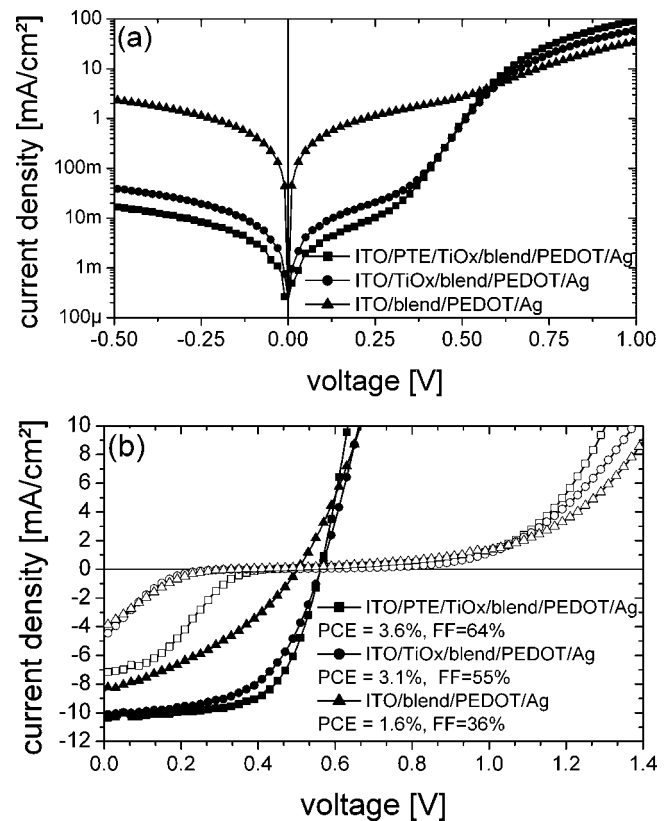 (a)
current density [mA/cm²]
100
10
1
100m
10m
1m
100µ
ITO/PTE/TiOx/blend/PEDOT/Ag
ITO/TiOx/blend/PEDOT/Ag
ITO/blend/PEDOT/Ag
-0.50 -0.25 0.00 0.25 0.50 0.75 1.00
voltage [V]
(b)
current density [mA/cm²]
10
8
6
4
2
0
-2
-4
-6
-8
-10
-12
ITO/PTE/TiOx/blend/PEDOT/Ag
PCE = 3.6%, FF=64%
ITO/TiOx/blend/PEDOT/Ag
PCE = 3.1%, FF=55%
ITO/blend/PEDOT/Ag
PCE = 1.6%, FF=36%
0.0 0.2 0.4 0.6 0.8 1.0 1.2 1.4
voltage [V]